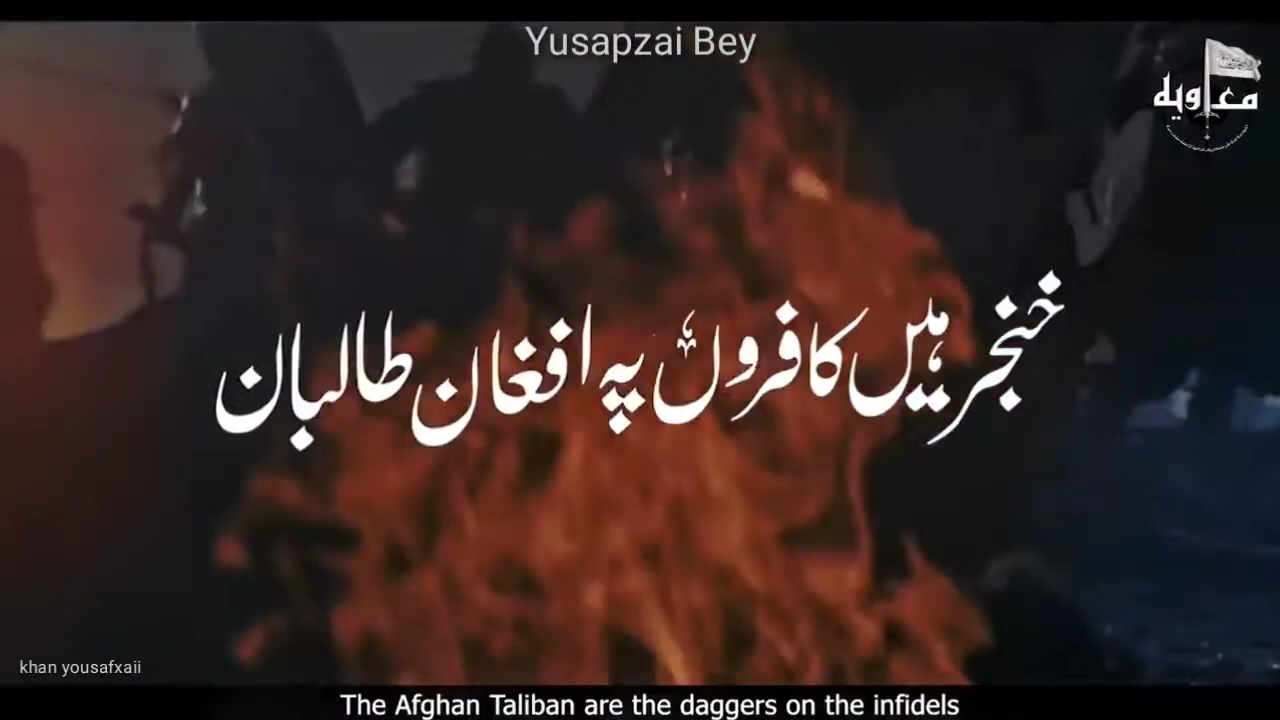 Yusapzai Bey
معاویہ
خنجر ہیں کافروں پہ افغان طالبان
khan yousafxaii
The Afghan Taliban are the daggers on the infidels